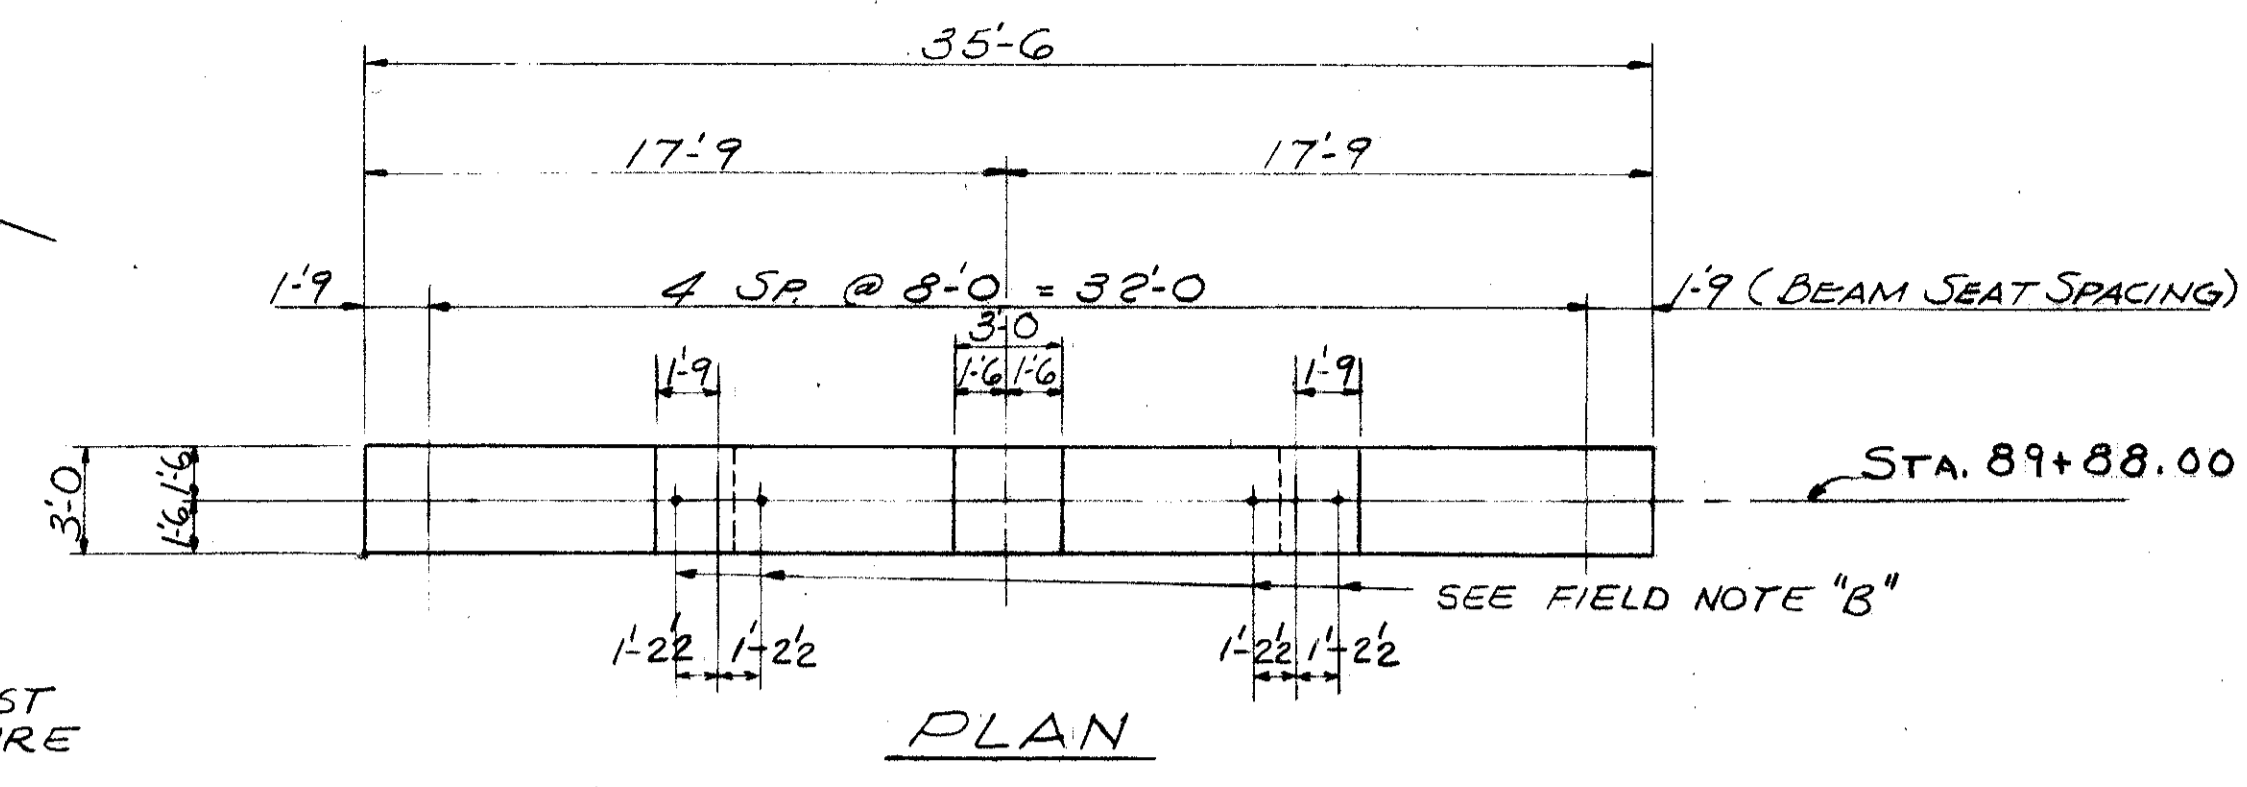 35'-6
17'-9 17'-9
1'-9 4 SP. @ 8'-0 = 32'-0 1'-9 (BEAM SEAT SPACING)
3'-0
1'-9 1'-6 1'-6 1'-9
3'-0 1'-6 1'-6
STA. 89+88.00
SEE FIELD NOTE "B"
1'-2½ 1'-2½ 1'-2½ 1'-2½
PLAN
ST
RE